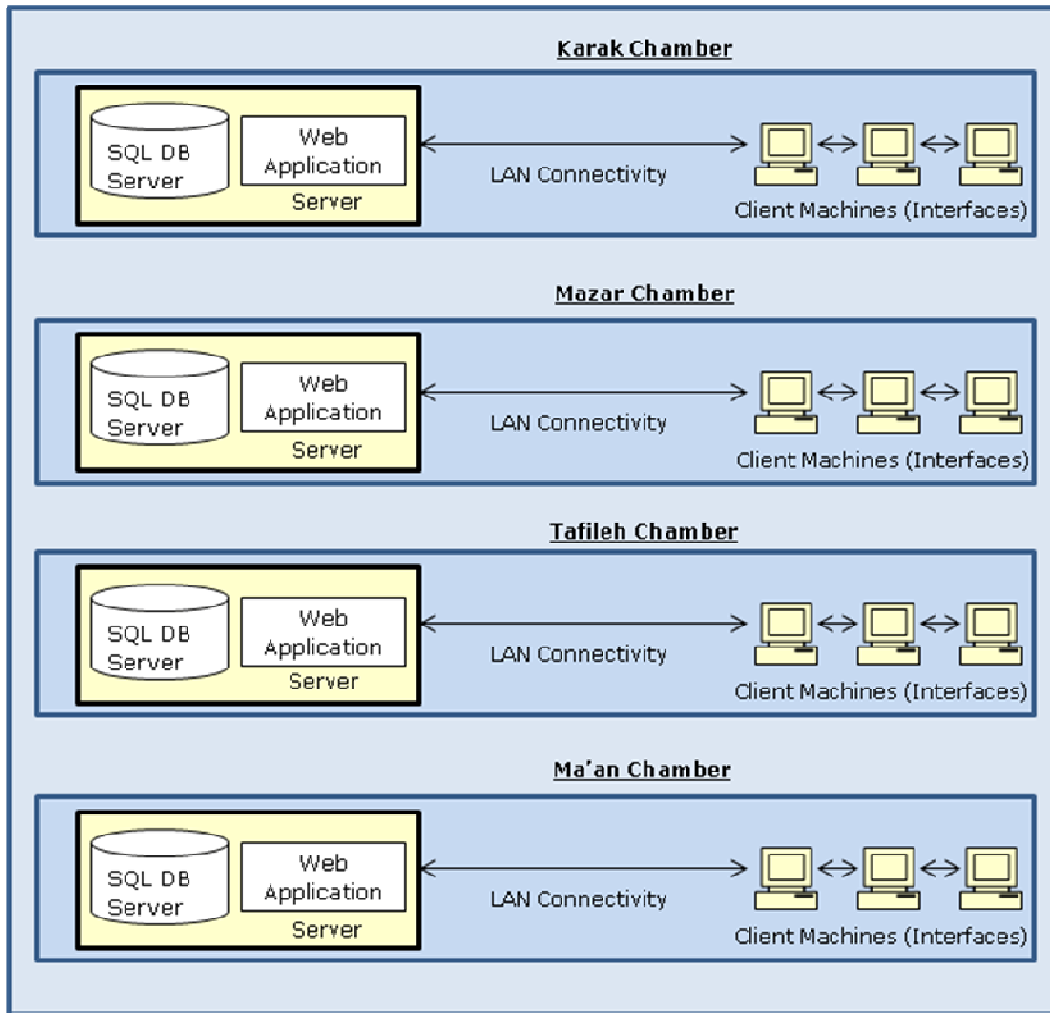 Karak Chamber
SQL DB
Server
Web
Application
Server
LAN Connectivity
Client Machines (Interfaces)
Mazar Chamber
SQL DB
Server
Web
Application
Server
LAN Connectivity
Client Machines (Interfaces)
Tafileh Chamber
SQL DB
Server
Web
Application
Server
LAN Connectivity
Client Machines (Interfaces)
Ma’an Chamber
SQL DB
Server
Web
Application
Server
LAN Connectivity
Client Machines (Interfaces)